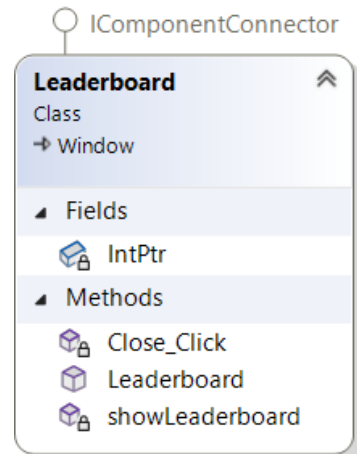 IComponentConnector
Leaderboard
Class
Window
Fields
IntPtr
Methods
Close_Click
Leaderboard
showLeaderboard